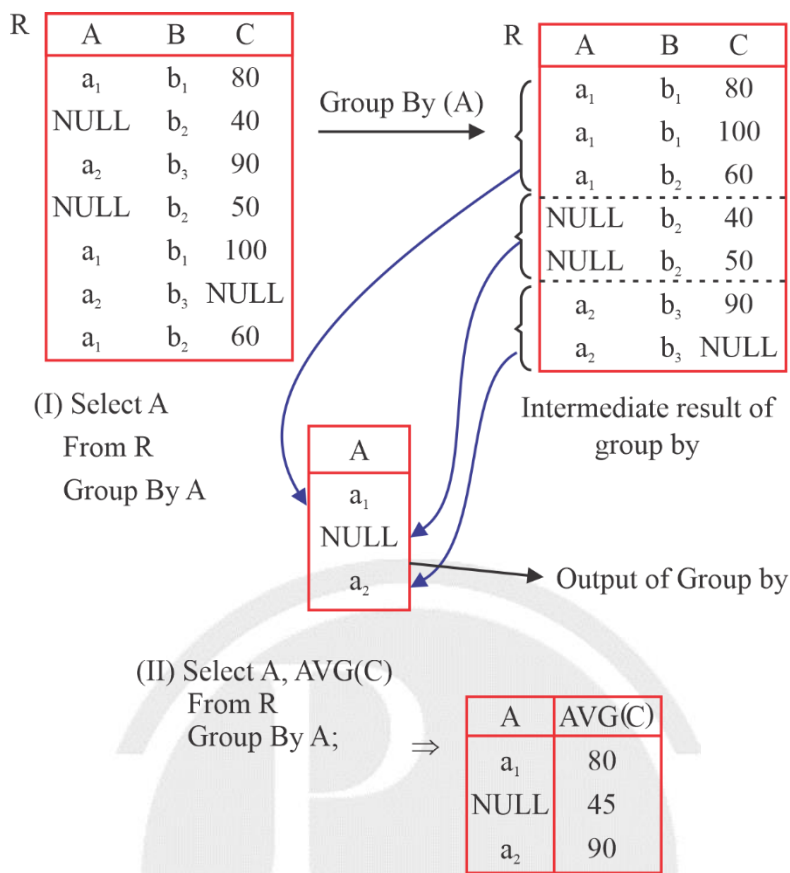 R
A B C
a₁ b₁ 80
NULL b₂ 40
a₂ b₃ 90
NULL b₂ 50
a₁ b₁ 100
a₂ b₃ NULL
a₁ b₂ 60
Group By (A)
R
A B C
a₁ b₁ 80
a₁ b₁ 100
a₁ b₂ 60
NULL b₂ 40
NULL b₂ 50
a₂ b₃ 90
a₂ b₃ NULL
Intermediate result of
group by
(I) Select A
From R
Group By A
A
a₁
NULL
a₂
Output of Group by
(II) Select A, AVG(C)
From R
Group By A;
⇒
A AVG(C)
a₁ 80
NULL 45
a₂ 90